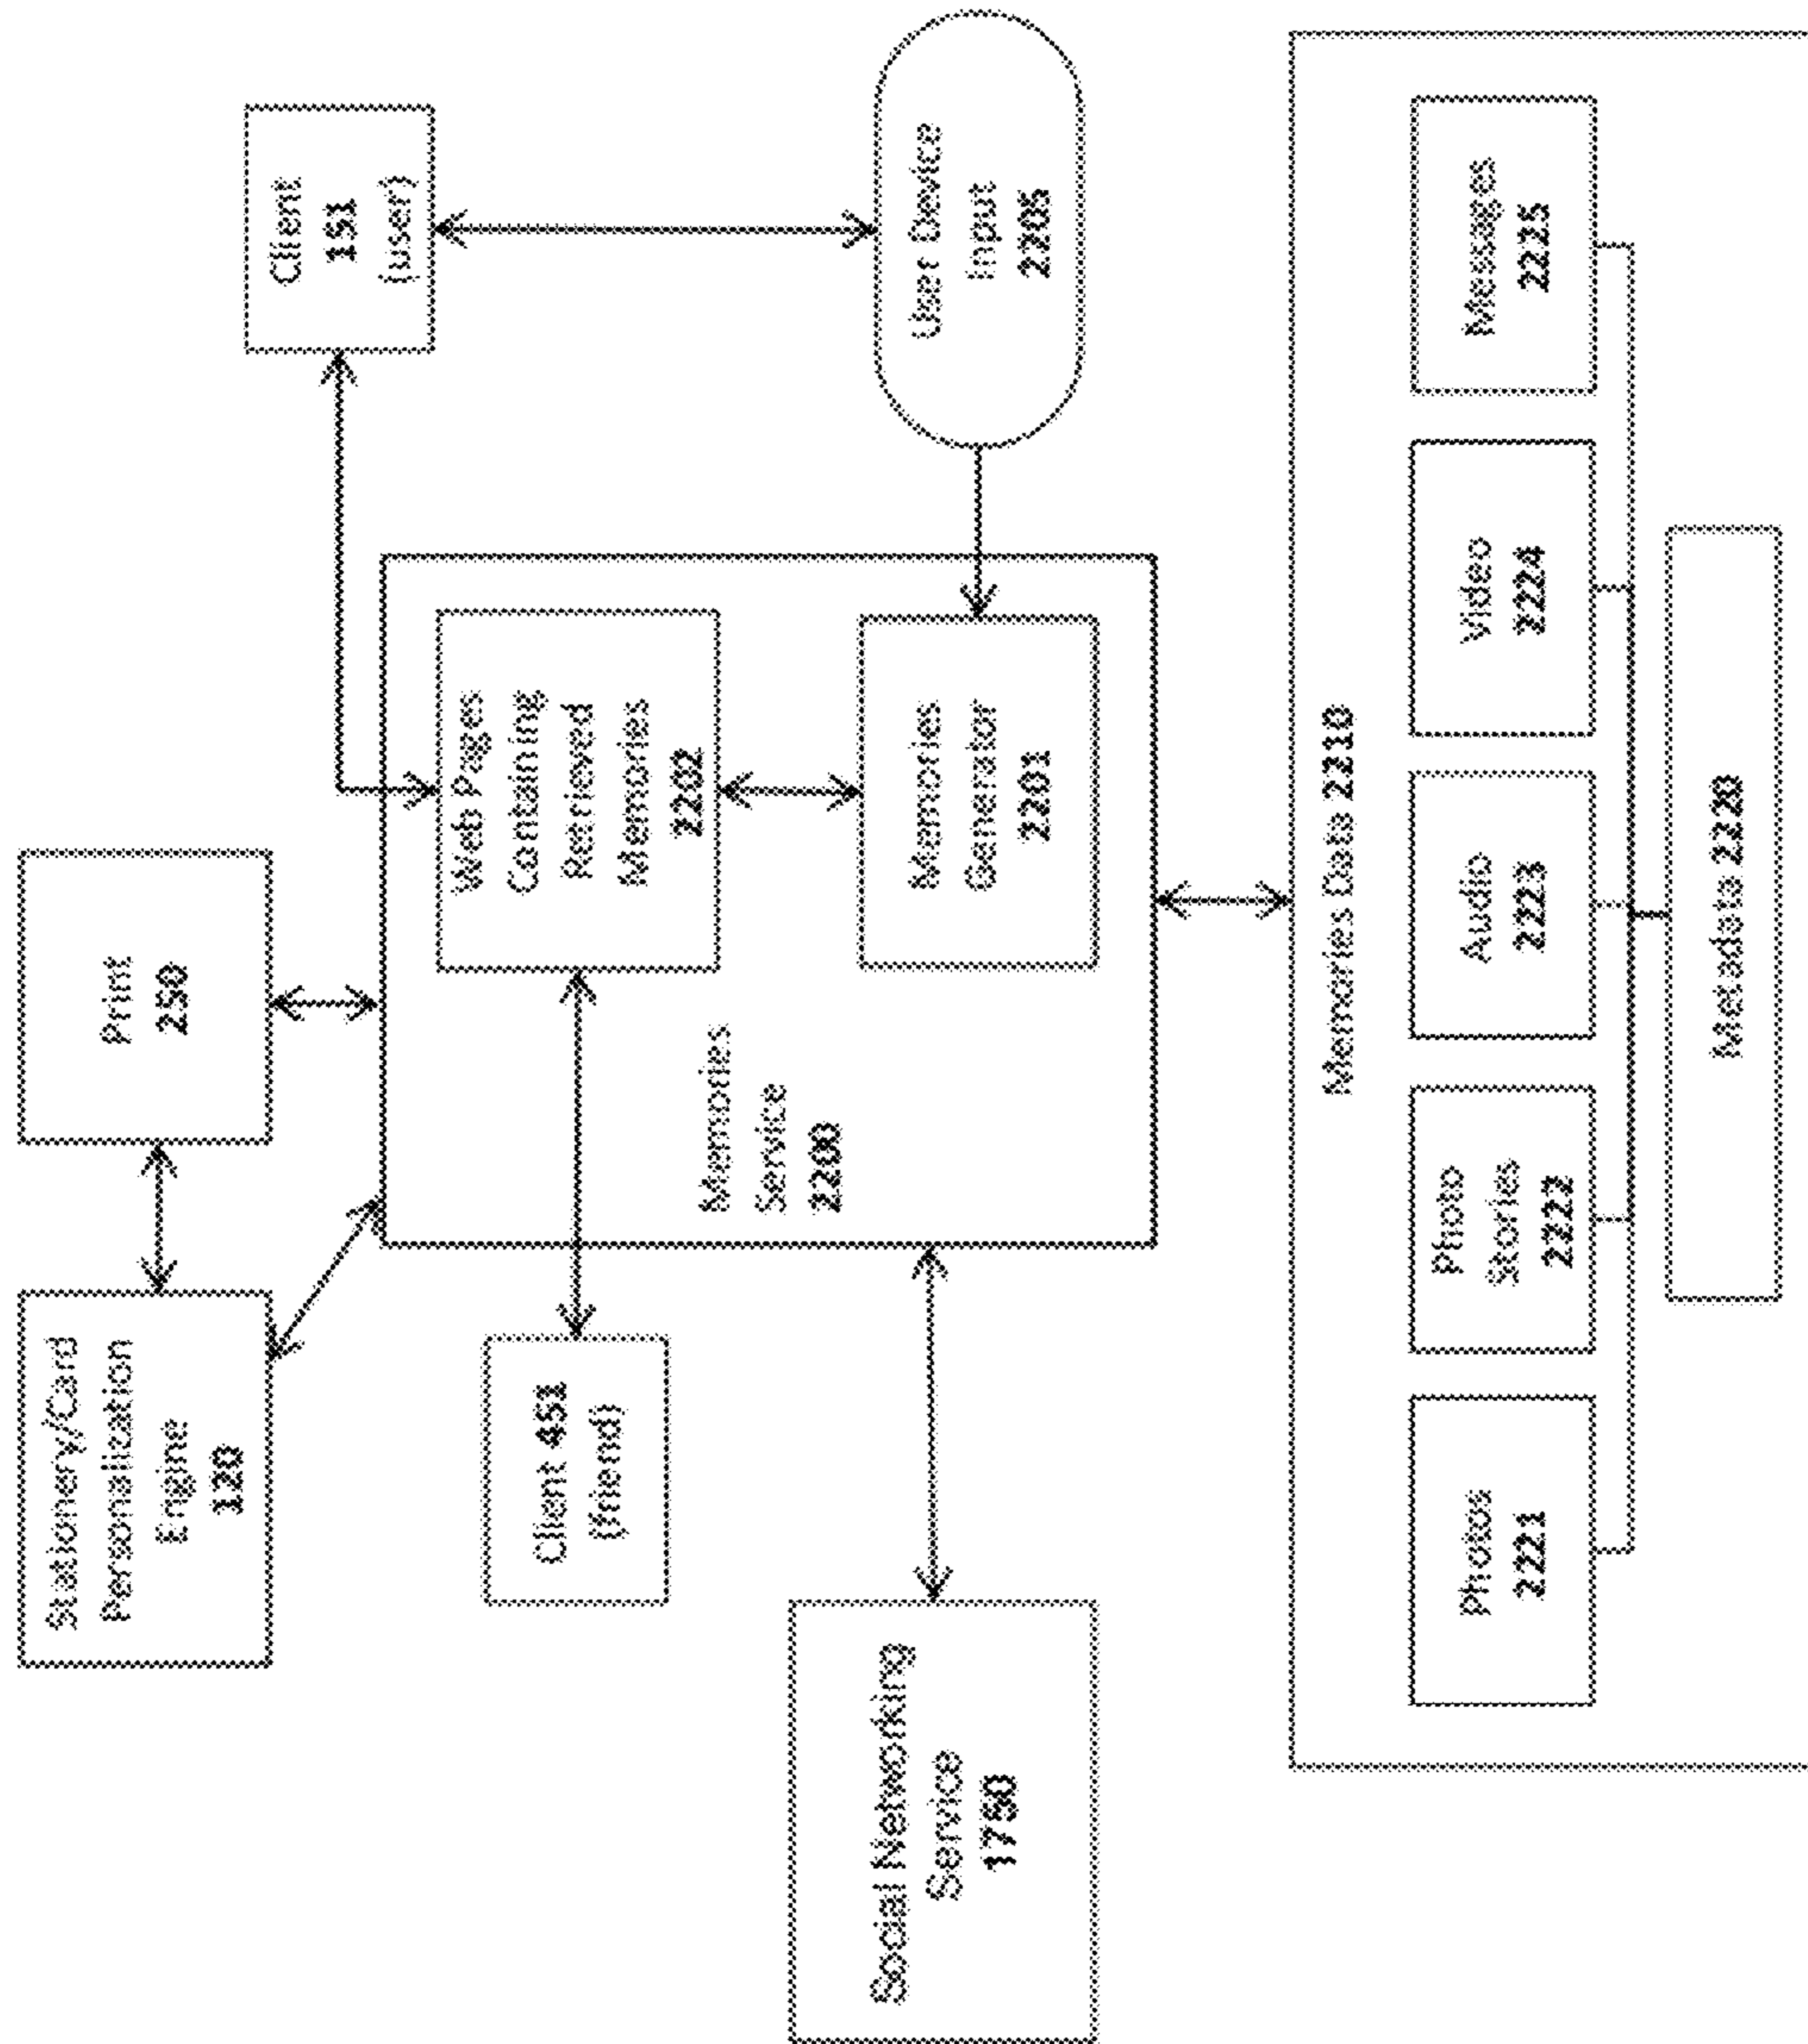 Stationery/Card
Personalization
Engine
120
Print
250
Client
151
(user)
Client 451
(friend)
Web Pages
Containing
Retrieved
Memories
2202
Memories
Service
2200
Memories
Generator
2201
User Device
Input
2205
Social Networking
Service
1750
Memories Data 2210
Photos
2221
Photo
Stories
2222
Audio
2223
Video
2224
Messages
2225
Metadata 2220